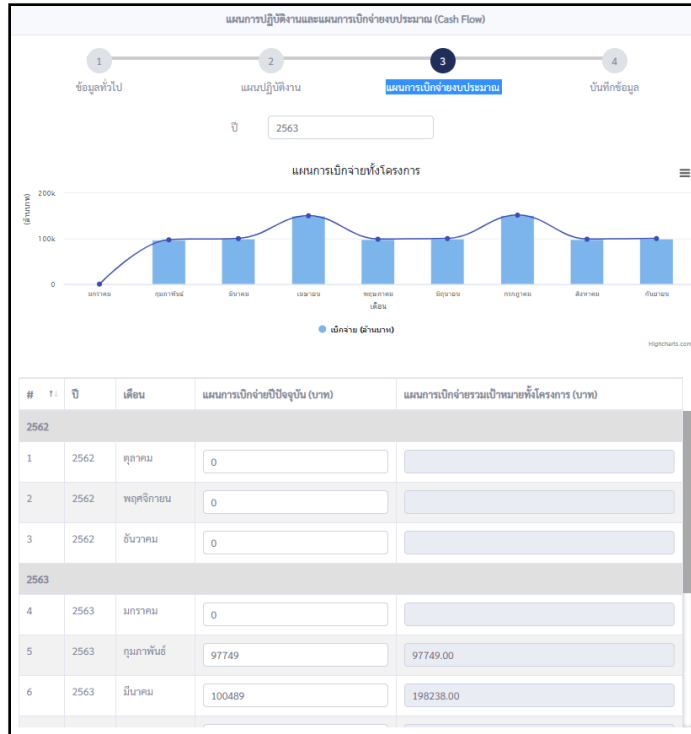 แผนการปฏิบัติงานและแผนการเบิกจ่ายงบประมาณ (Cash Flow)
1 2 3 4
ข้อมูลทั่วไป แผนปฏิบัติงาน แผนการเบิกจ่ายงบประมาณ บันทึกข้อมูล
ปี 2563
แผนการเบิกจ่ายทั้งโครงการ
(ล้านบาท)
200k
100k
0
มกราคม กุมภาพันธ์ มีนาคม เมษายน พฤษภาคม มิถุนายน กรกฎาคม สิงหาคม กันยายน
เดือน
เบิกจ่าย (ล้านบาท)
Highcharts.com
# ปี เดือน แผนการเบิกจ่ายปีปัจจุบัน (บาท) แผนการเบิกจ่ายรวมเป้าหมายทั้งโครงการ (บาท)
2562
1 2562 ตุลาคม 0
2 2562 พฤศจิกายน 0
3 2562 ธันวาคม 0
2563
4 2563 มกราคม 0
5 2563 กุมภาพันธ์ 97749 97749.00
6 2563 มีนาคม 100489 198238.00